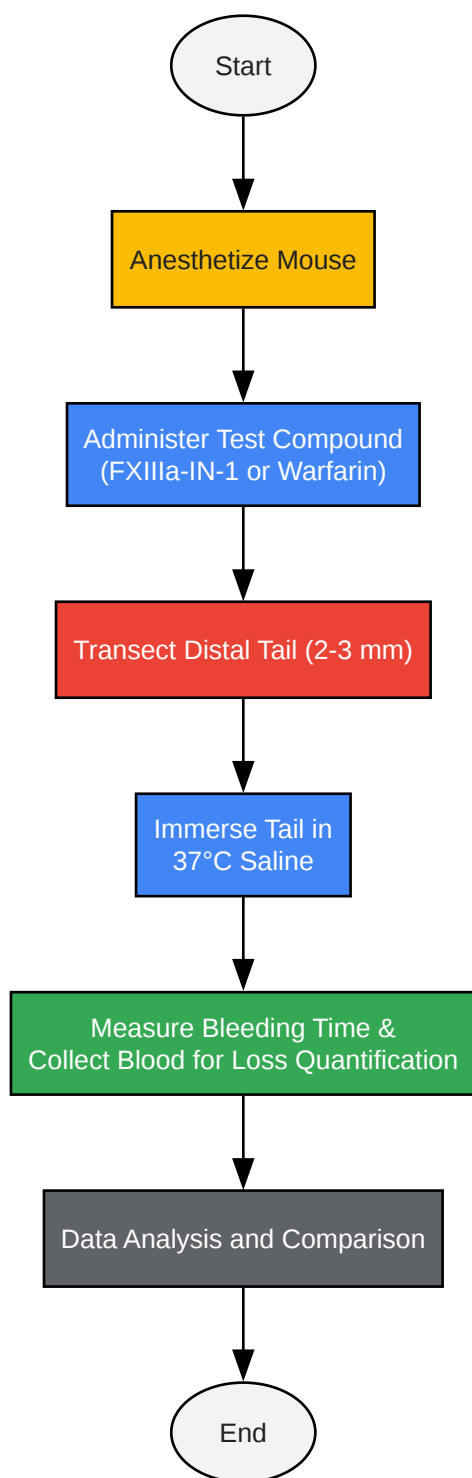 Start
Anesthetize Mouse
Administer Test Compound
(FXIIIa-IN-1 or Warfarin)
Transect Distal Tail (2-3 mm)
Immerse Tail in
37°C Saline
Measure Bleeding Time &
Collect Blood for Loss Quantification
Data Analysis and Comparison
End